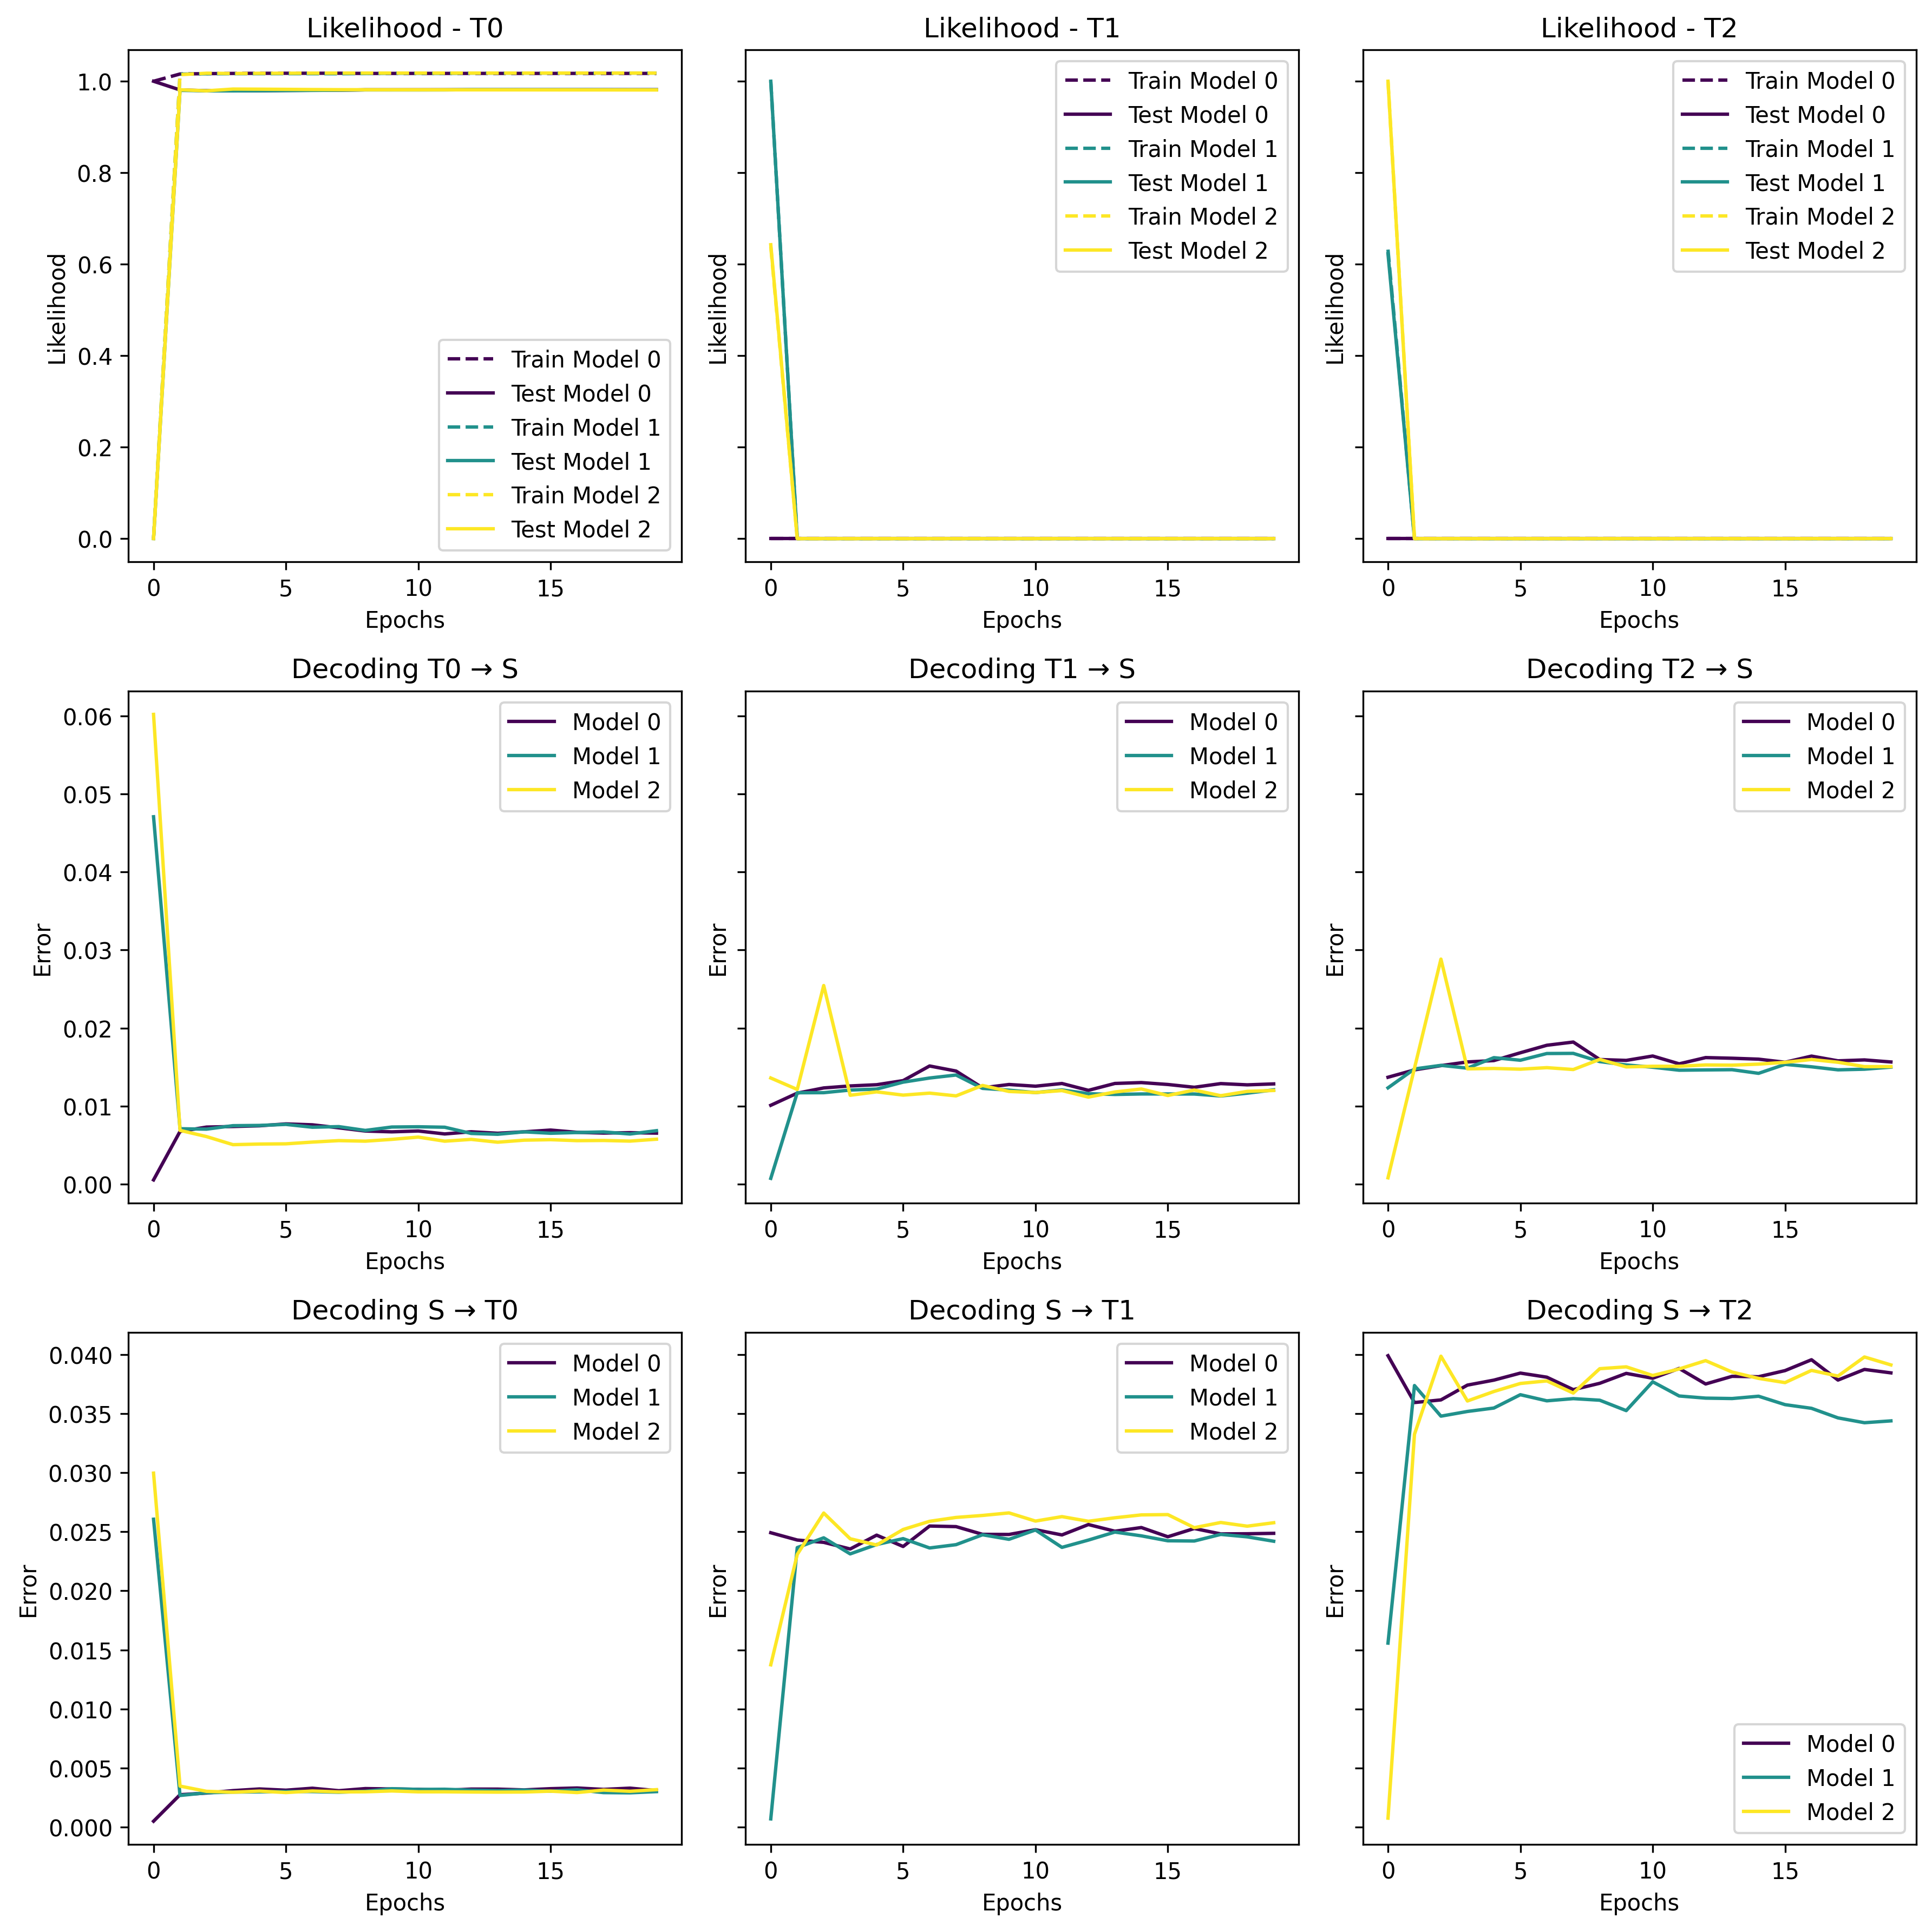 Likelihood - T0
1.0
0.8
0.6
0.4
0.2
0.0
Likelihood
Train Model 0
Test Model 0
Train Model 1
Test Model 1
Train Model 2
Test Model 2
0 5 10 15
Epochs
Likelihood - T1
Likelihood
Train Model 0
Test Model 0
Train Model 1
Test Model 1
Train Model 2
Test Model 2
0 5 10 15
Epochs
Likelihood - T2
Likelihood
Train Model 0
Test Model 0
Train Model 1
Test Model 1
Train Model 2
Test Model 2
0 5 10 15
Epochs
Decoding T0 → S
0.06
0.05
0.04
0.03
0.02
0.01
0.00
Error
Model 0
Model 1
Model 2
0 5 10 15
Epochs
Decoding T1 → S
Error
Model 0
Model 1
Model 2
0 5 10 15
Epochs
Decoding T2 → S
Error
Model 0
Model 1
Model 2
0 5 10 15
Epochs
Decoding S → T0
0.040
0.035
0.030
0.025
0.020
0.015
0.010
0.005
0.000
Error
Model 0
Model 1
Model 2
0 5 10 15
Epochs
Decoding S → T1
Error
Model 0
Model 1
Model 2
0 5 10 15
Epochs
Decoding S → T2
Error
Model 0
Model 1
Model 2
0 5 10 15
Epochs